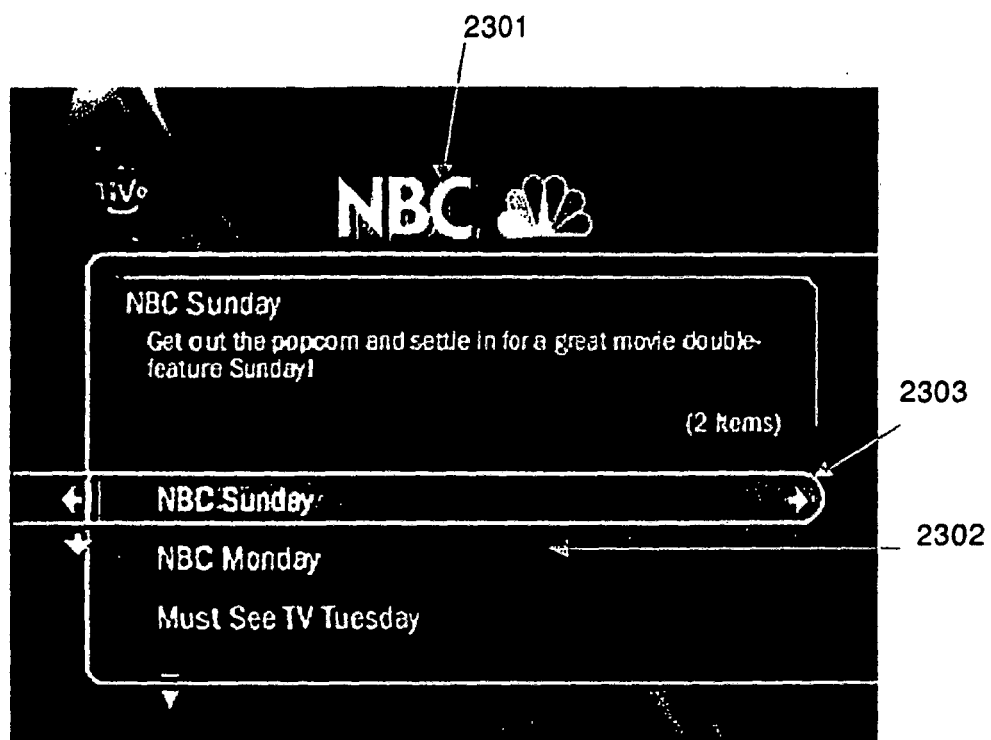 2301
TiVo
NBC
NBC Sunday
Get out the popcorn and settle in for a great movie double-
feature Sunday!
(2 Items)
2303
NBC Sunday
2302
NBC Monday
Must See TV Tuesday